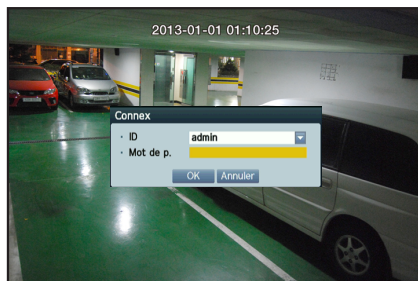 2013-01-01 01:10:25
Connex
· ID admin
· Mot de p.
OK Annuler